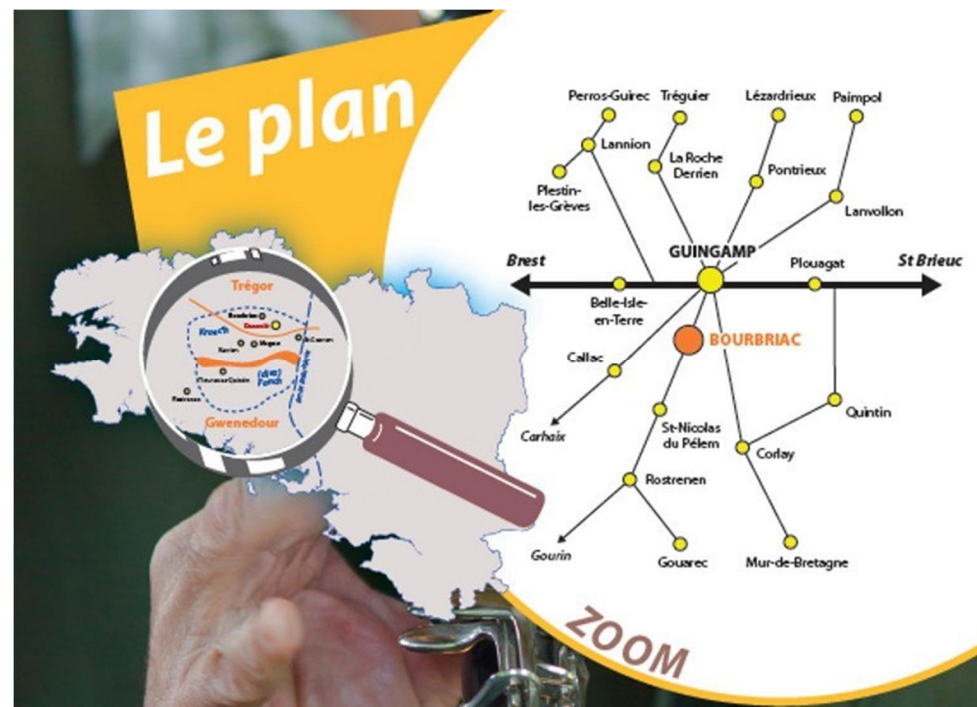 Le plan
Perros-Guirec
Tréguier
Lézardrieux
Paimpol
Lannion
La Roche
Derrien
Pontrieux
Plestin-
les-Grèves
Lanvollon
GUINGAMP
Brest
Plouagat
St Brieuc
Belle-Isle-
en-Terre
BOURBRIAC
Callac
Carhaix
St-Nicolas
du Pélem
Quintin
Corlay
Rostrenen
Gourin
Gouarec
Mur-de-Bretagne
Trégor
Fanch
Gwenedour
ZOOM